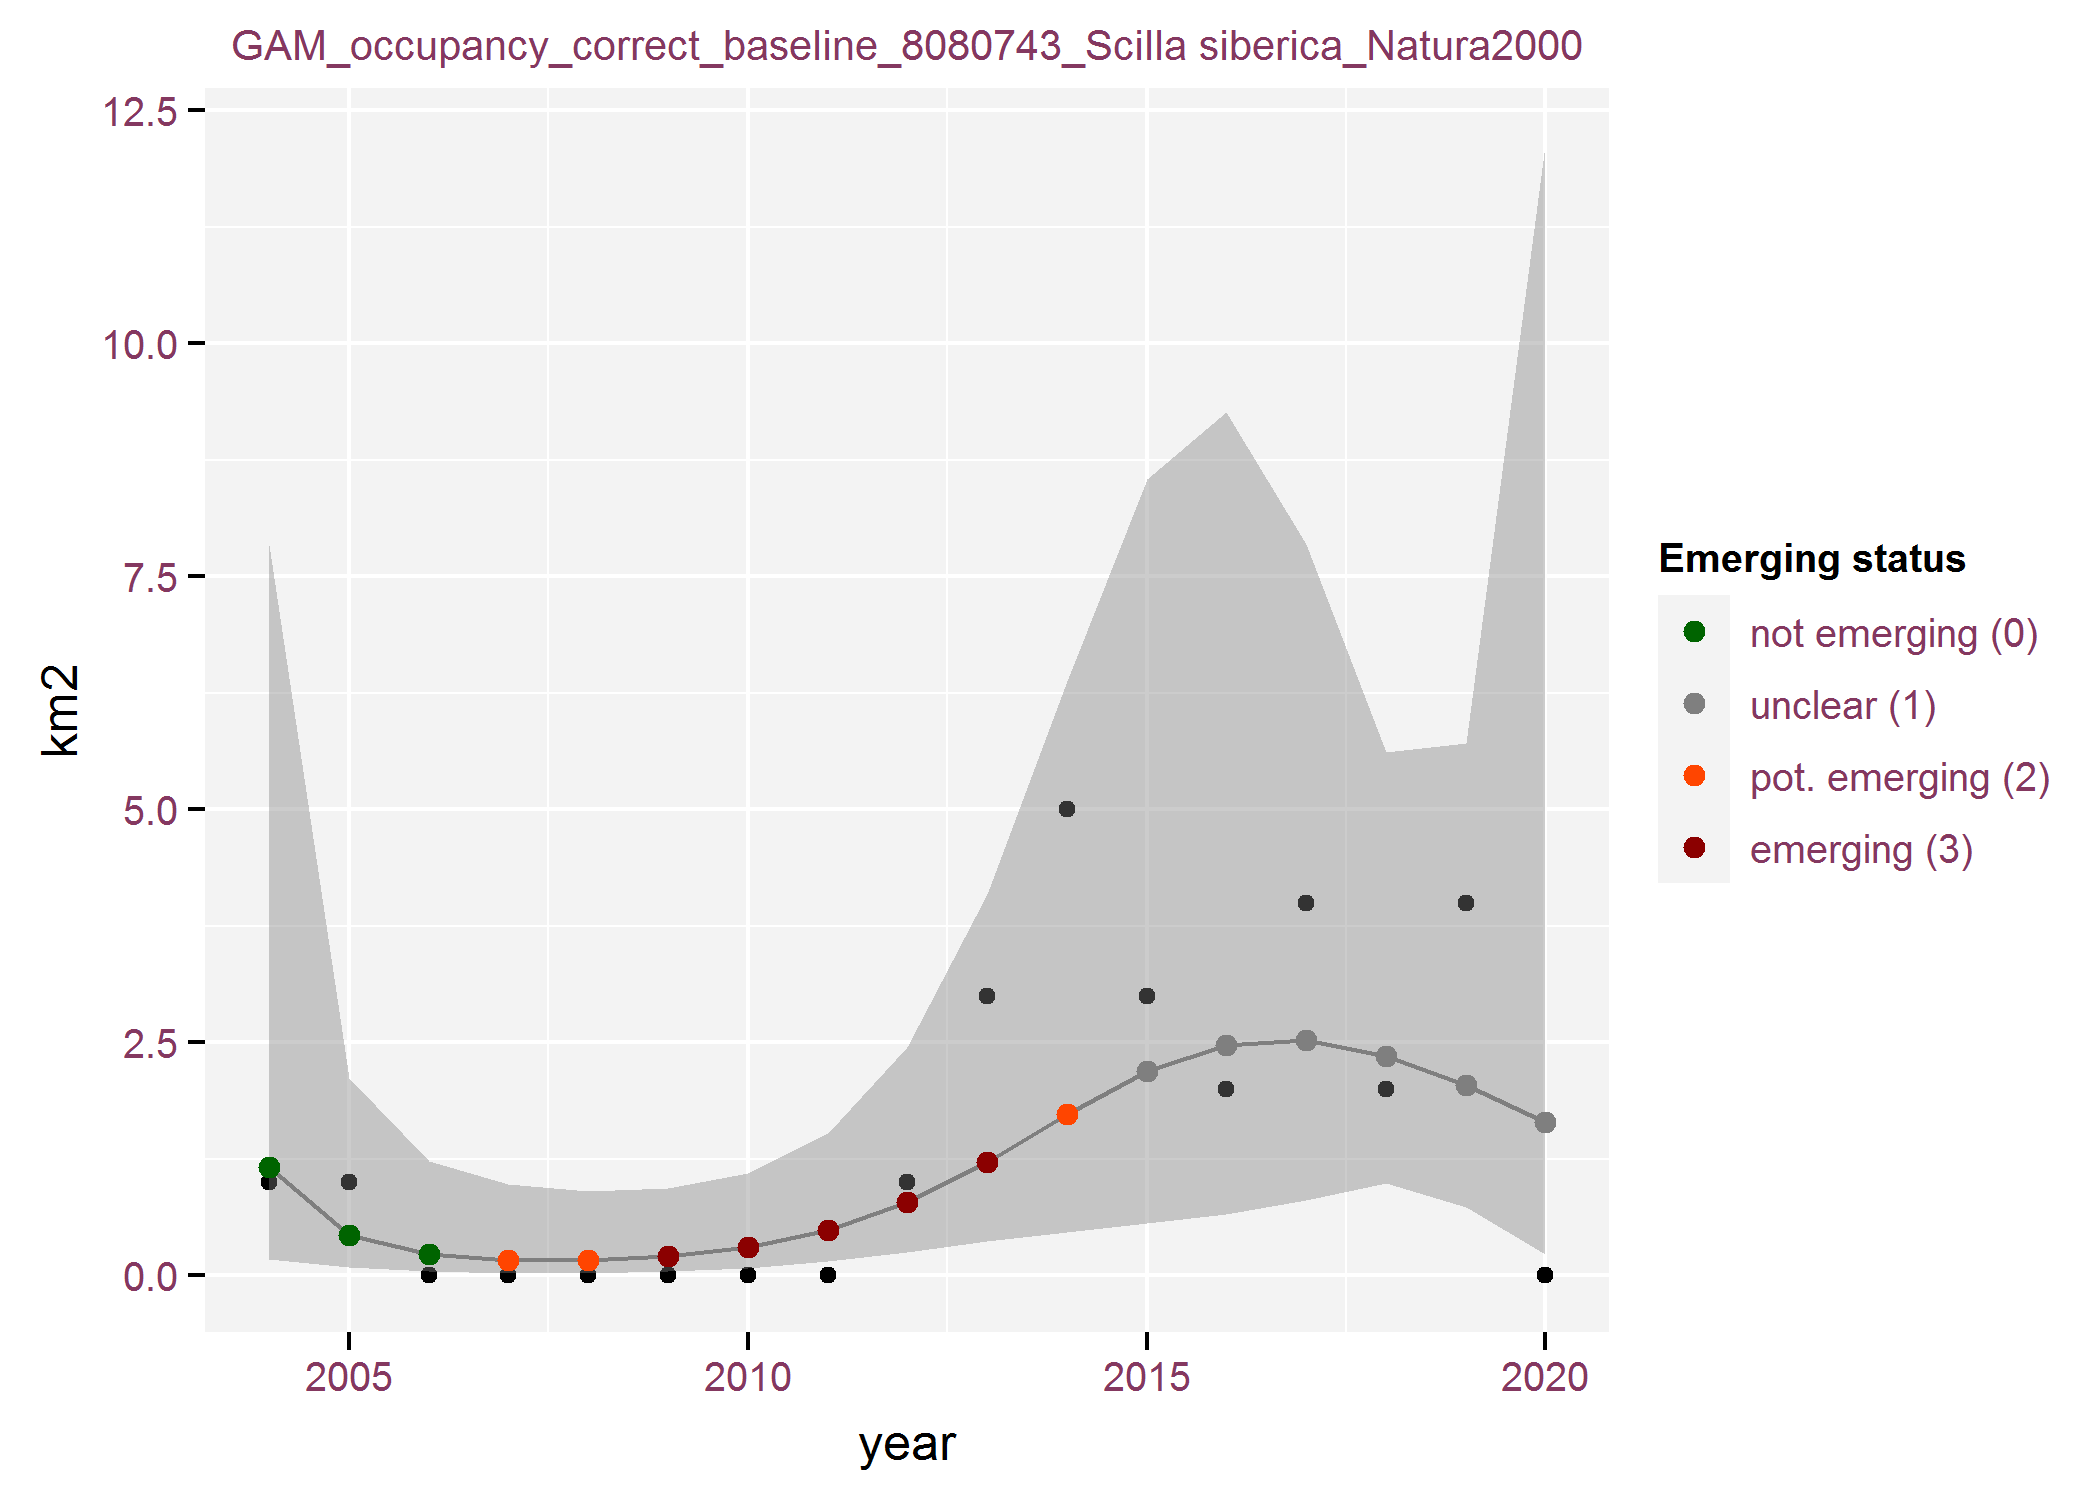 GAM_occupancy_correct_baseline_8080743_Scilla siberica_Natura2000
12.5
10.0
7.5
5.0
2.5
0.0
km2
2005 2010 2015 2020
year
Emerging status
not emerging (0)
unclear (1)
pot. emerging (2)
emerging (3)